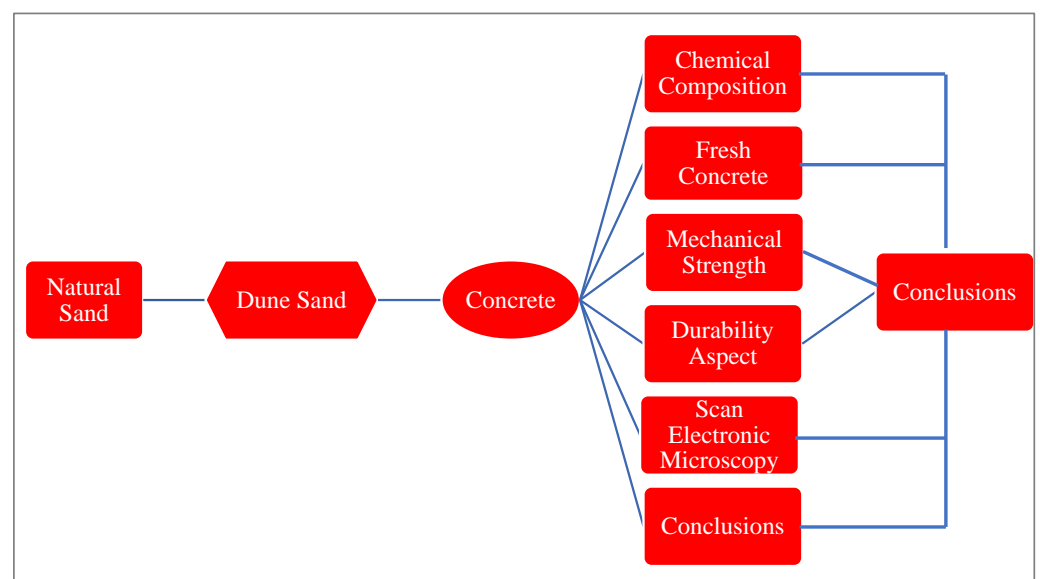 Natural
Sand
Dune Sand
Concrete
Chemical
Composition
Fresh
Concrete
Mechanical
Strength
Durability
Aspect
Scan
Electronic
Microscopy
Conclusions
Conclusions